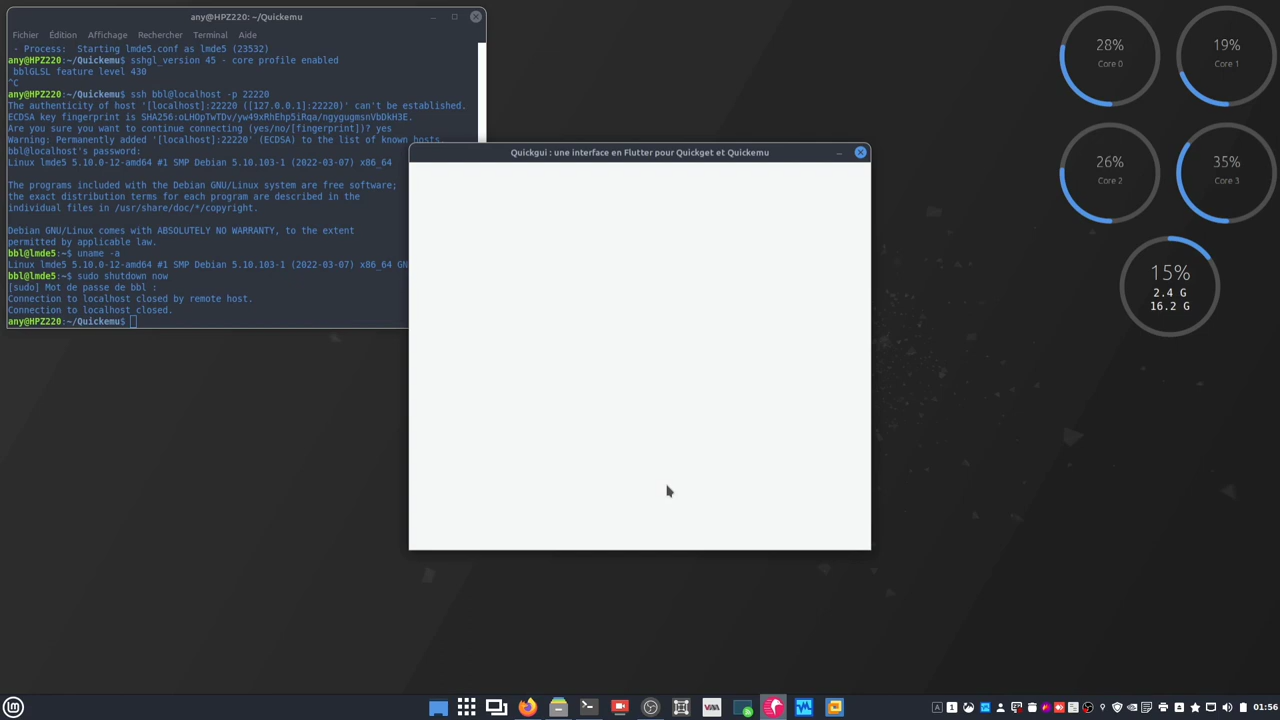 any@HPZ220: ~/Quickemu
Fichier Édition Affichage Rechercher Terminal Aide
- Process: Starting lmde5.conf as lmde5 (23532)
any@HPZ220:~/Quickemu$ sshgl_version 45 - core profile enabled
bblGLSL feature level 430
^C
any@HPZ220:~/Quickemu$ ssh bbl@localhost -p 22220
The authenticity of host '[localhost]:22220 ([127.0.0.1]:22220)' can't be established.
ECDSA key fingerprint is SHA256:oLHOpTwTDv/yw49xRhEhp5iRqa/ngygugmsnVbDkH3E.
Are you sure you want to continue connecting (yes/no/[fingerprint])? yes
Warning: Permanently added '[localhost]:22220' (ECDSA) to the list of known hosts.
bbl@localhost's password:
Linux lmde5 5.10.0-12-amd64 #1 SMP Debian 5.10.103-1 (2022-03-07) x86_64
The programs included with the Debian GNU/Linux system are free software;
the exact distribution terms for each program are described in the
individual files in /usr/share/doc/*/copyright.
Debian GNU/Linux comes with ABSOLUTELY NO WARRANTY, to the extent
permitted by applicable law.
bbl@lmde5:~$ uname -a
Linux lmde5 5.10.0-12-amd64 #1 SMP Debian 5.10.103-1 (2022-03-07) x86_64 GN
bbl@lmde5:~$ sudo shutdown now
[sudo] Mot de passe de bbl :
Connection to localhost closed by remote host.
Connection to localhost closed.
any@HPZ220:~/Quickemu$
Quickgui : une interface en Flutter pour Quickget et Quickemu
28%
Core 0
19%
Core 1
26%
Core 2
35%
Core 3
15%
2.4 G
16.2 G
01:56